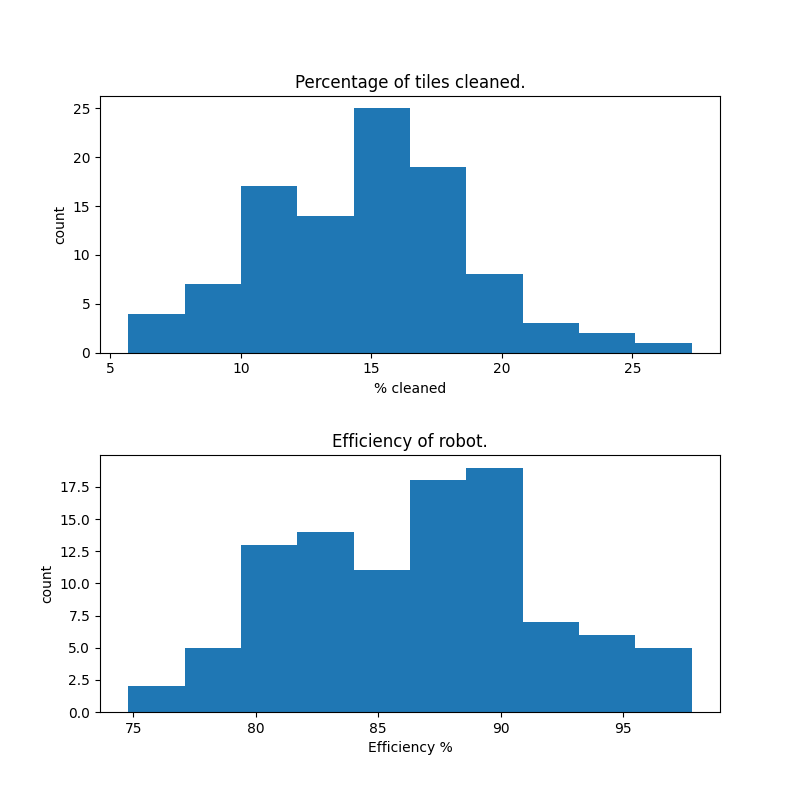 Percentage of tiles cleaned.
25
20
15
10
5
0
count
5 10 15 20 25
% cleaned
Efficiency of robot.
17.5
15.0
12.5
10.0
7.5
5.0
2.5
0.0
count
75 80 85 90 95
Efficiency %